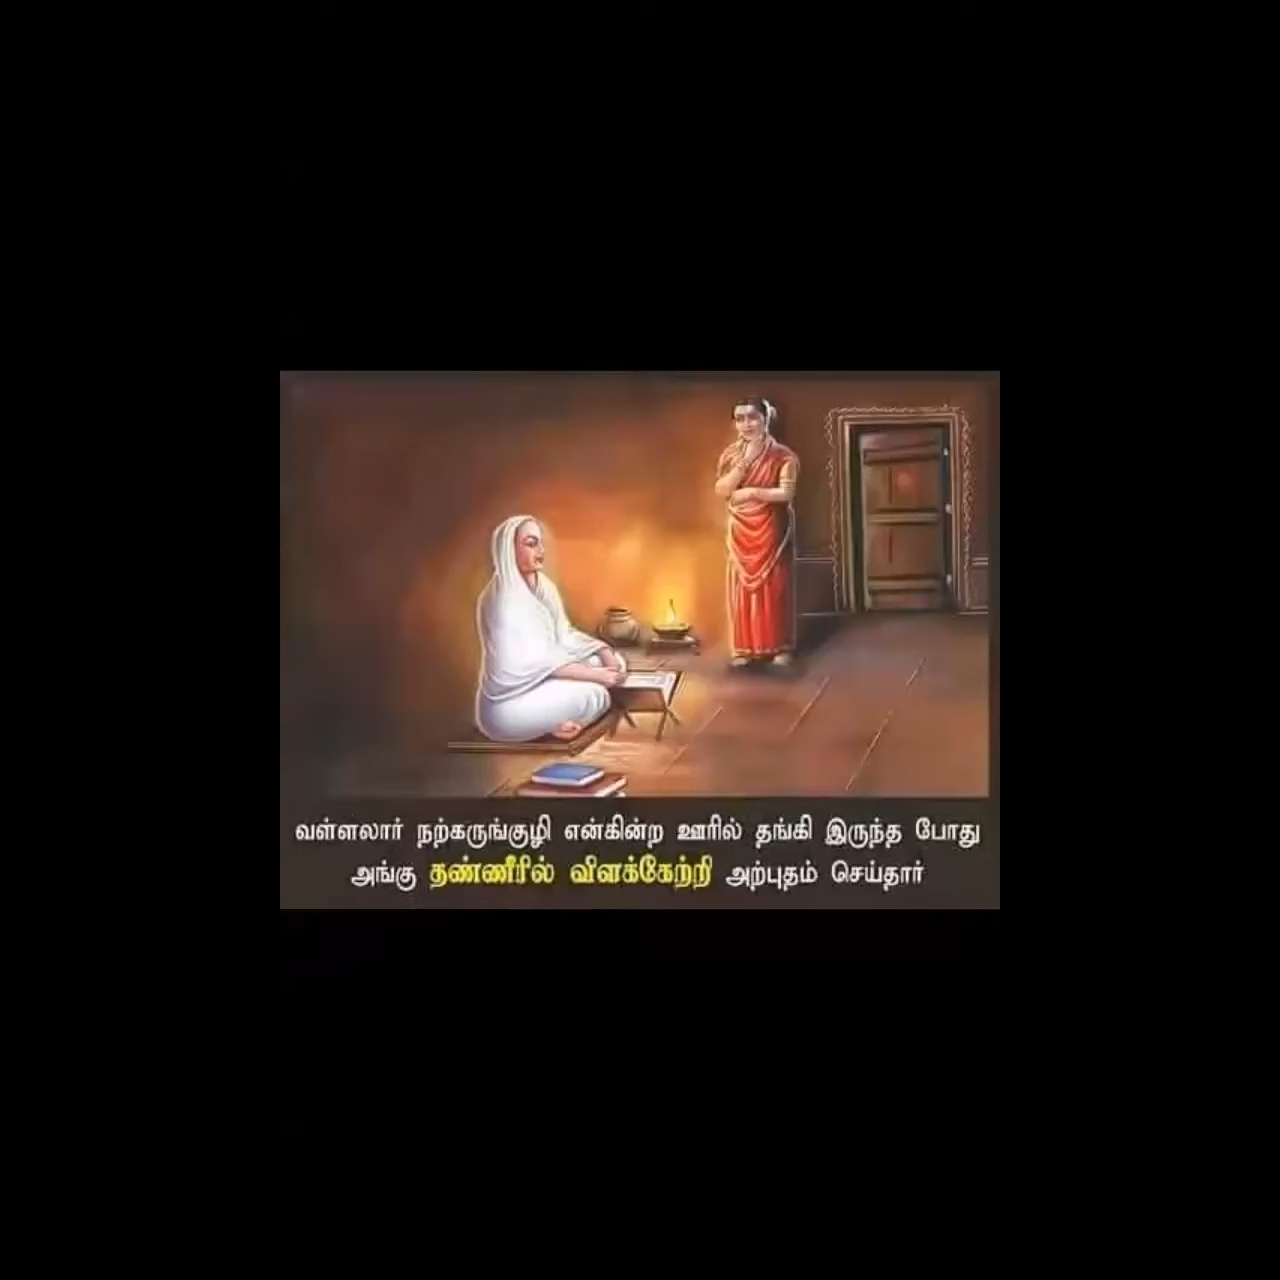 வள்ளலார் நற்கருங்குழி என்கின்ற ஊரில் தங்கி இருந்த போது
அங்கு தண்ணீரில் விளக்கேற்றி அற்புதம் செய்தார்